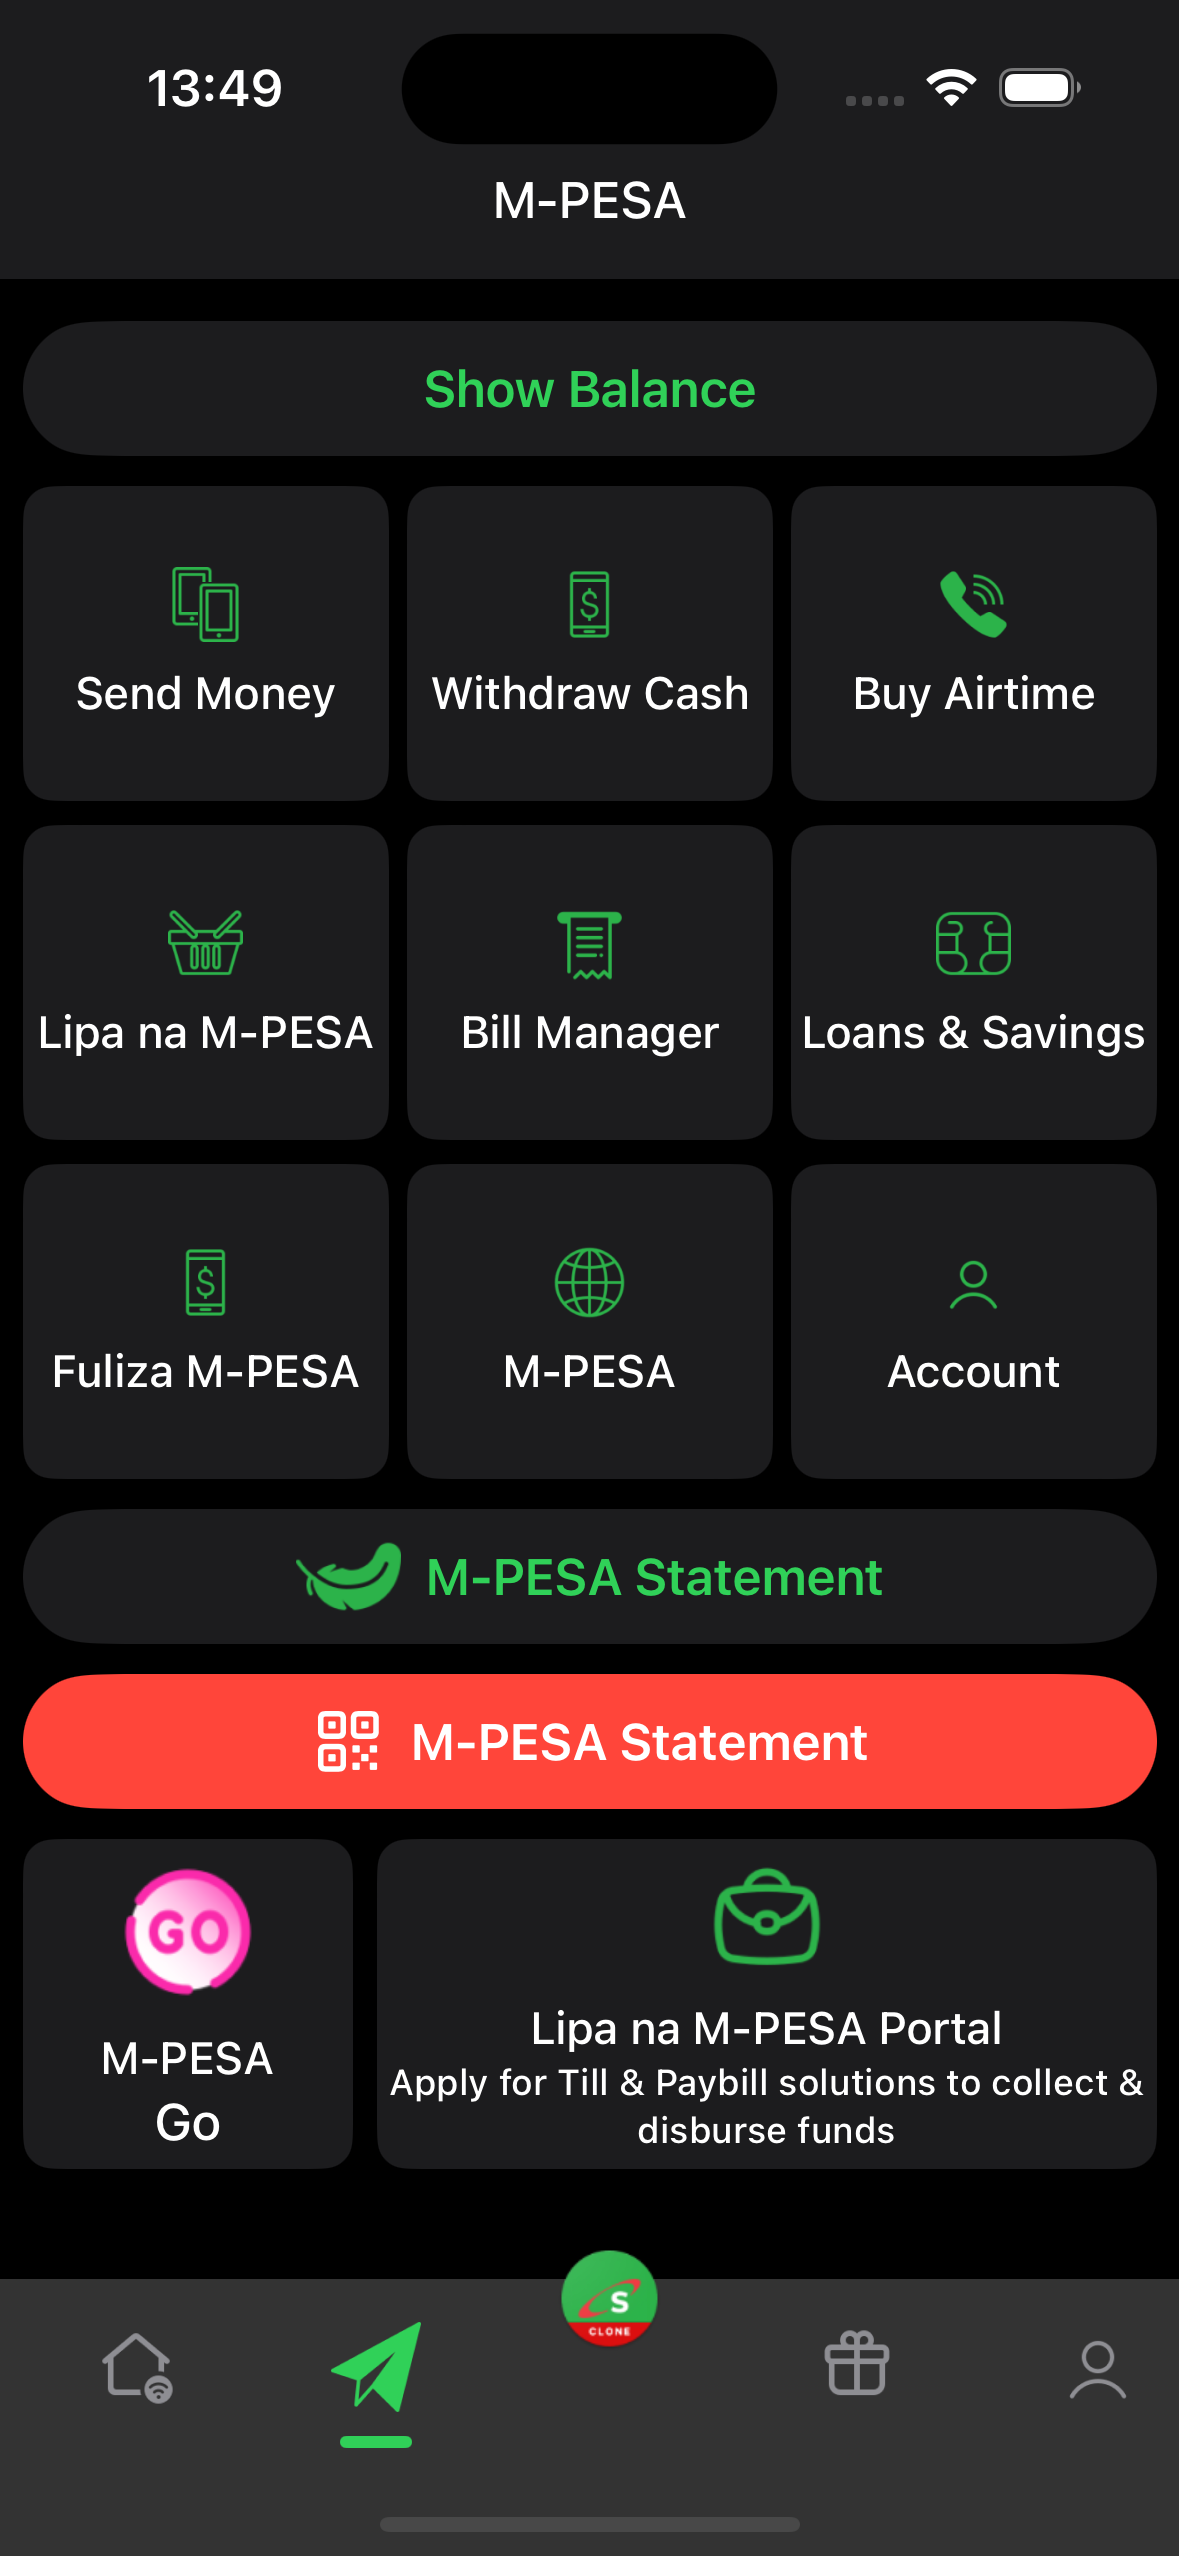 13:49
M-PESA
Show Balance
Send Money
Withdraw Cash
Buy Airtime
Lipa na M-PESA
Bill Manager
Loans & Savings
Fuliza M-PESA
M-PESA
Account
M-PESA Statement
M-PESA Statement
GO
M-PESA
Go
Lipa na M-PESA Portal
Apply for Till & Paybill solutions to collect &
disburse funds
S
CLONE